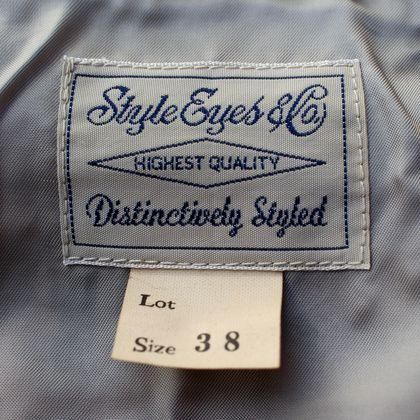 Style Eyes & Co
HIGHEST QUALITY
Distinctively Styled
Lot
Size 38